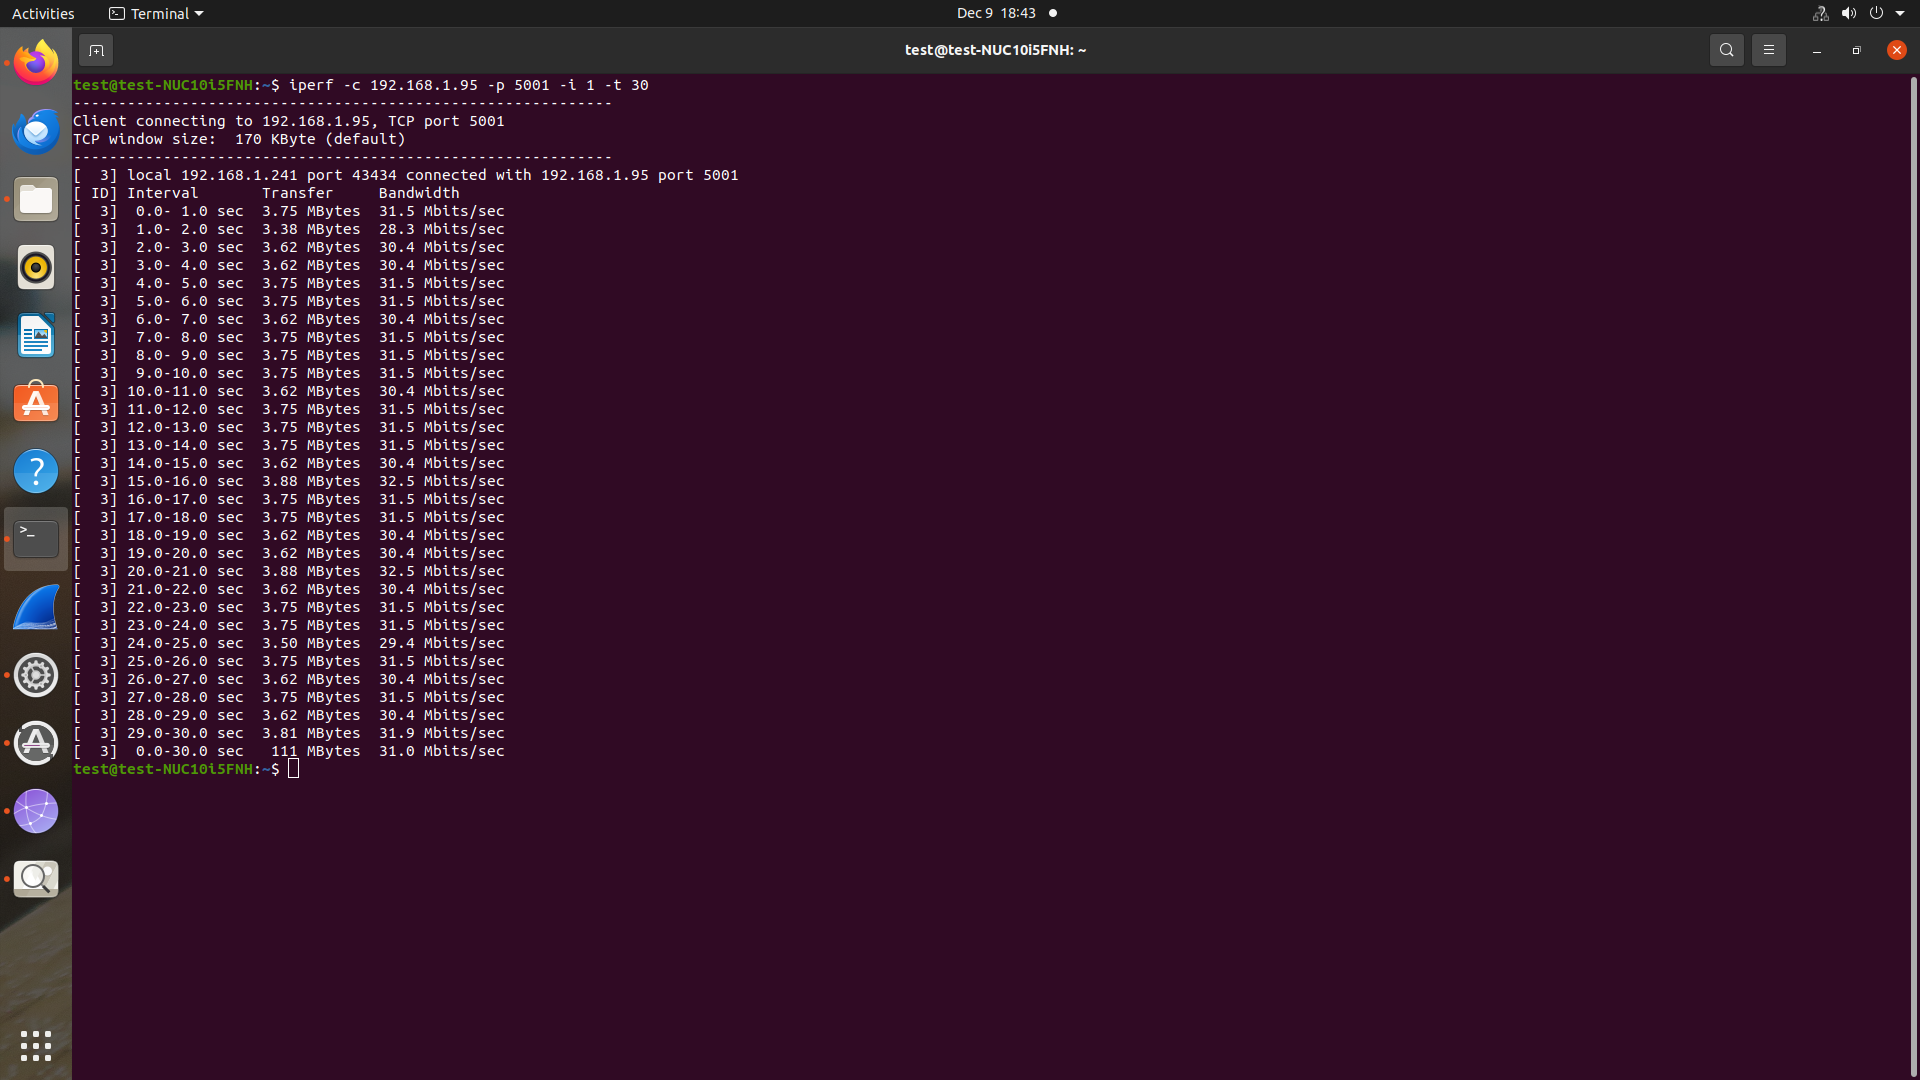 Activities Terminal Dec 9 18:43
test@test-NUC10i5FNH: ~
test@test-NUC10i5FNH:~$ iperf -c 192.168.1.95 -p 5001 -i 1 -t 30
------------------------------------------------------------
Client connecting to 192.168.1.95, TCP port 5001
TCP window size:  170 KByte (default)
------------------------------------------------------------
[  3] local 192.168.1.241 port 43434 connected with 192.168.1.95 port 5001
[ ID] Interval       Transfer     Bandwidth
[  3]  0.0- 1.0 sec  3.75 MBytes  31.5 Mbits/sec
[  3]  1.0- 2.0 sec  3.38 MBytes  28.3 Mbits/sec
[  3]  2.0- 3.0 sec  3.62 MBytes  30.4 Mbits/sec
[  3]  3.0- 4.0 sec  3.62 MBytes  30.4 Mbits/sec
[  3]  4.0- 5.0 sec  3.75 MBytes  31.5 Mbits/sec
[  3]  5.0- 6.0 sec  3.75 MBytes  31.5 Mbits/sec
[  3]  6.0- 7.0 sec  3.62 MBytes  30.4 Mbits/sec
[  3]  7.0- 8.0 sec  3.75 MBytes  31.5 Mbits/sec
[  3]  8.0- 9.0 sec  3.75 MBytes  31.5 Mbits/sec
[  3]  9.0-10.0 sec  3.75 MBytes  31.5 Mbits/sec
[  3] 10.0-11.0 sec  3.62 MBytes  30.4 Mbits/sec
[  3] 11.0-12.0 sec  3.75 MBytes  31.5 Mbits/sec
[  3] 12.0-13.0 sec  3.75 MBytes  31.5 Mbits/sec
[  3] 13.0-14.0 sec  3.75 MBytes  31.5 Mbits/sec
[  3] 14.0-15.0 sec  3.62 MBytes  30.4 Mbits/sec
[  3] 15.0-16.0 sec  3.88 MBytes  32.5 Mbits/sec
[  3] 16.0-17.0 sec  3.75 MBytes  31.5 Mbits/sec
[  3] 17.0-18.0 sec  3.75 MBytes  31.5 Mbits/sec
[  3] 18.0-19.0 sec  3.62 MBytes  30.4 Mbits/sec
[  3] 19.0-20.0 sec  3.62 MBytes  30.4 Mbits/sec
[  3] 20.0-21.0 sec  3.88 MBytes  32.5 Mbits/sec
[  3] 21.0-22.0 sec  3.62 MBytes  30.4 Mbits/sec
[  3] 22.0-23.0 sec  3.75 MBytes  31.5 Mbits/sec
[  3] 23.0-24.0 sec  3.75 MBytes  31.5 Mbits/sec
[  3] 24.0-25.0 sec  3.50 MBytes  29.4 Mbits/sec
[  3] 25.0-26.0 sec  3.75 MBytes  31.5 Mbits/sec
[  3] 26.0-27.0 sec  3.62 MBytes  30.4 Mbits/sec
[  3] 27.0-28.0 sec  3.75 MBytes  31.5 Mbits/sec
[  3] 28.0-29.0 sec  3.62 MBytes  30.4 Mbits/sec
[  3] 29.0-30.0 sec  3.81 MBytes  31.9 Mbits/sec
[  3]  0.0-30.0 sec   111 MBytes  31.0 Mbits/sec
test@test-NUC10i5FNH:~$